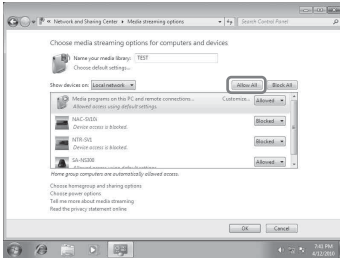 « Network and Sharing Center ▸ Media streaming options
Search Control Panel
Choose media streaming options for computers and devices
Name your media library: TEST
Choose default settings...
Show devices on: Local network
Allow All
Block All
Media programs on this PC and remote connections...
Allowed access using default settings.
Customize...
Allowed
NAC-SV10i
Device access is blocked.
Blocked
NTR-SV1
Device access is blocked.
Blocked
SA-NS300
Allowed
Home group computers are automatically allowed access.
Choose homegroup and sharing options
Choose power options
Tell me more about media streaming
Read the privacy statement online
OK
Cancel
7:41 PM
4/12/2010